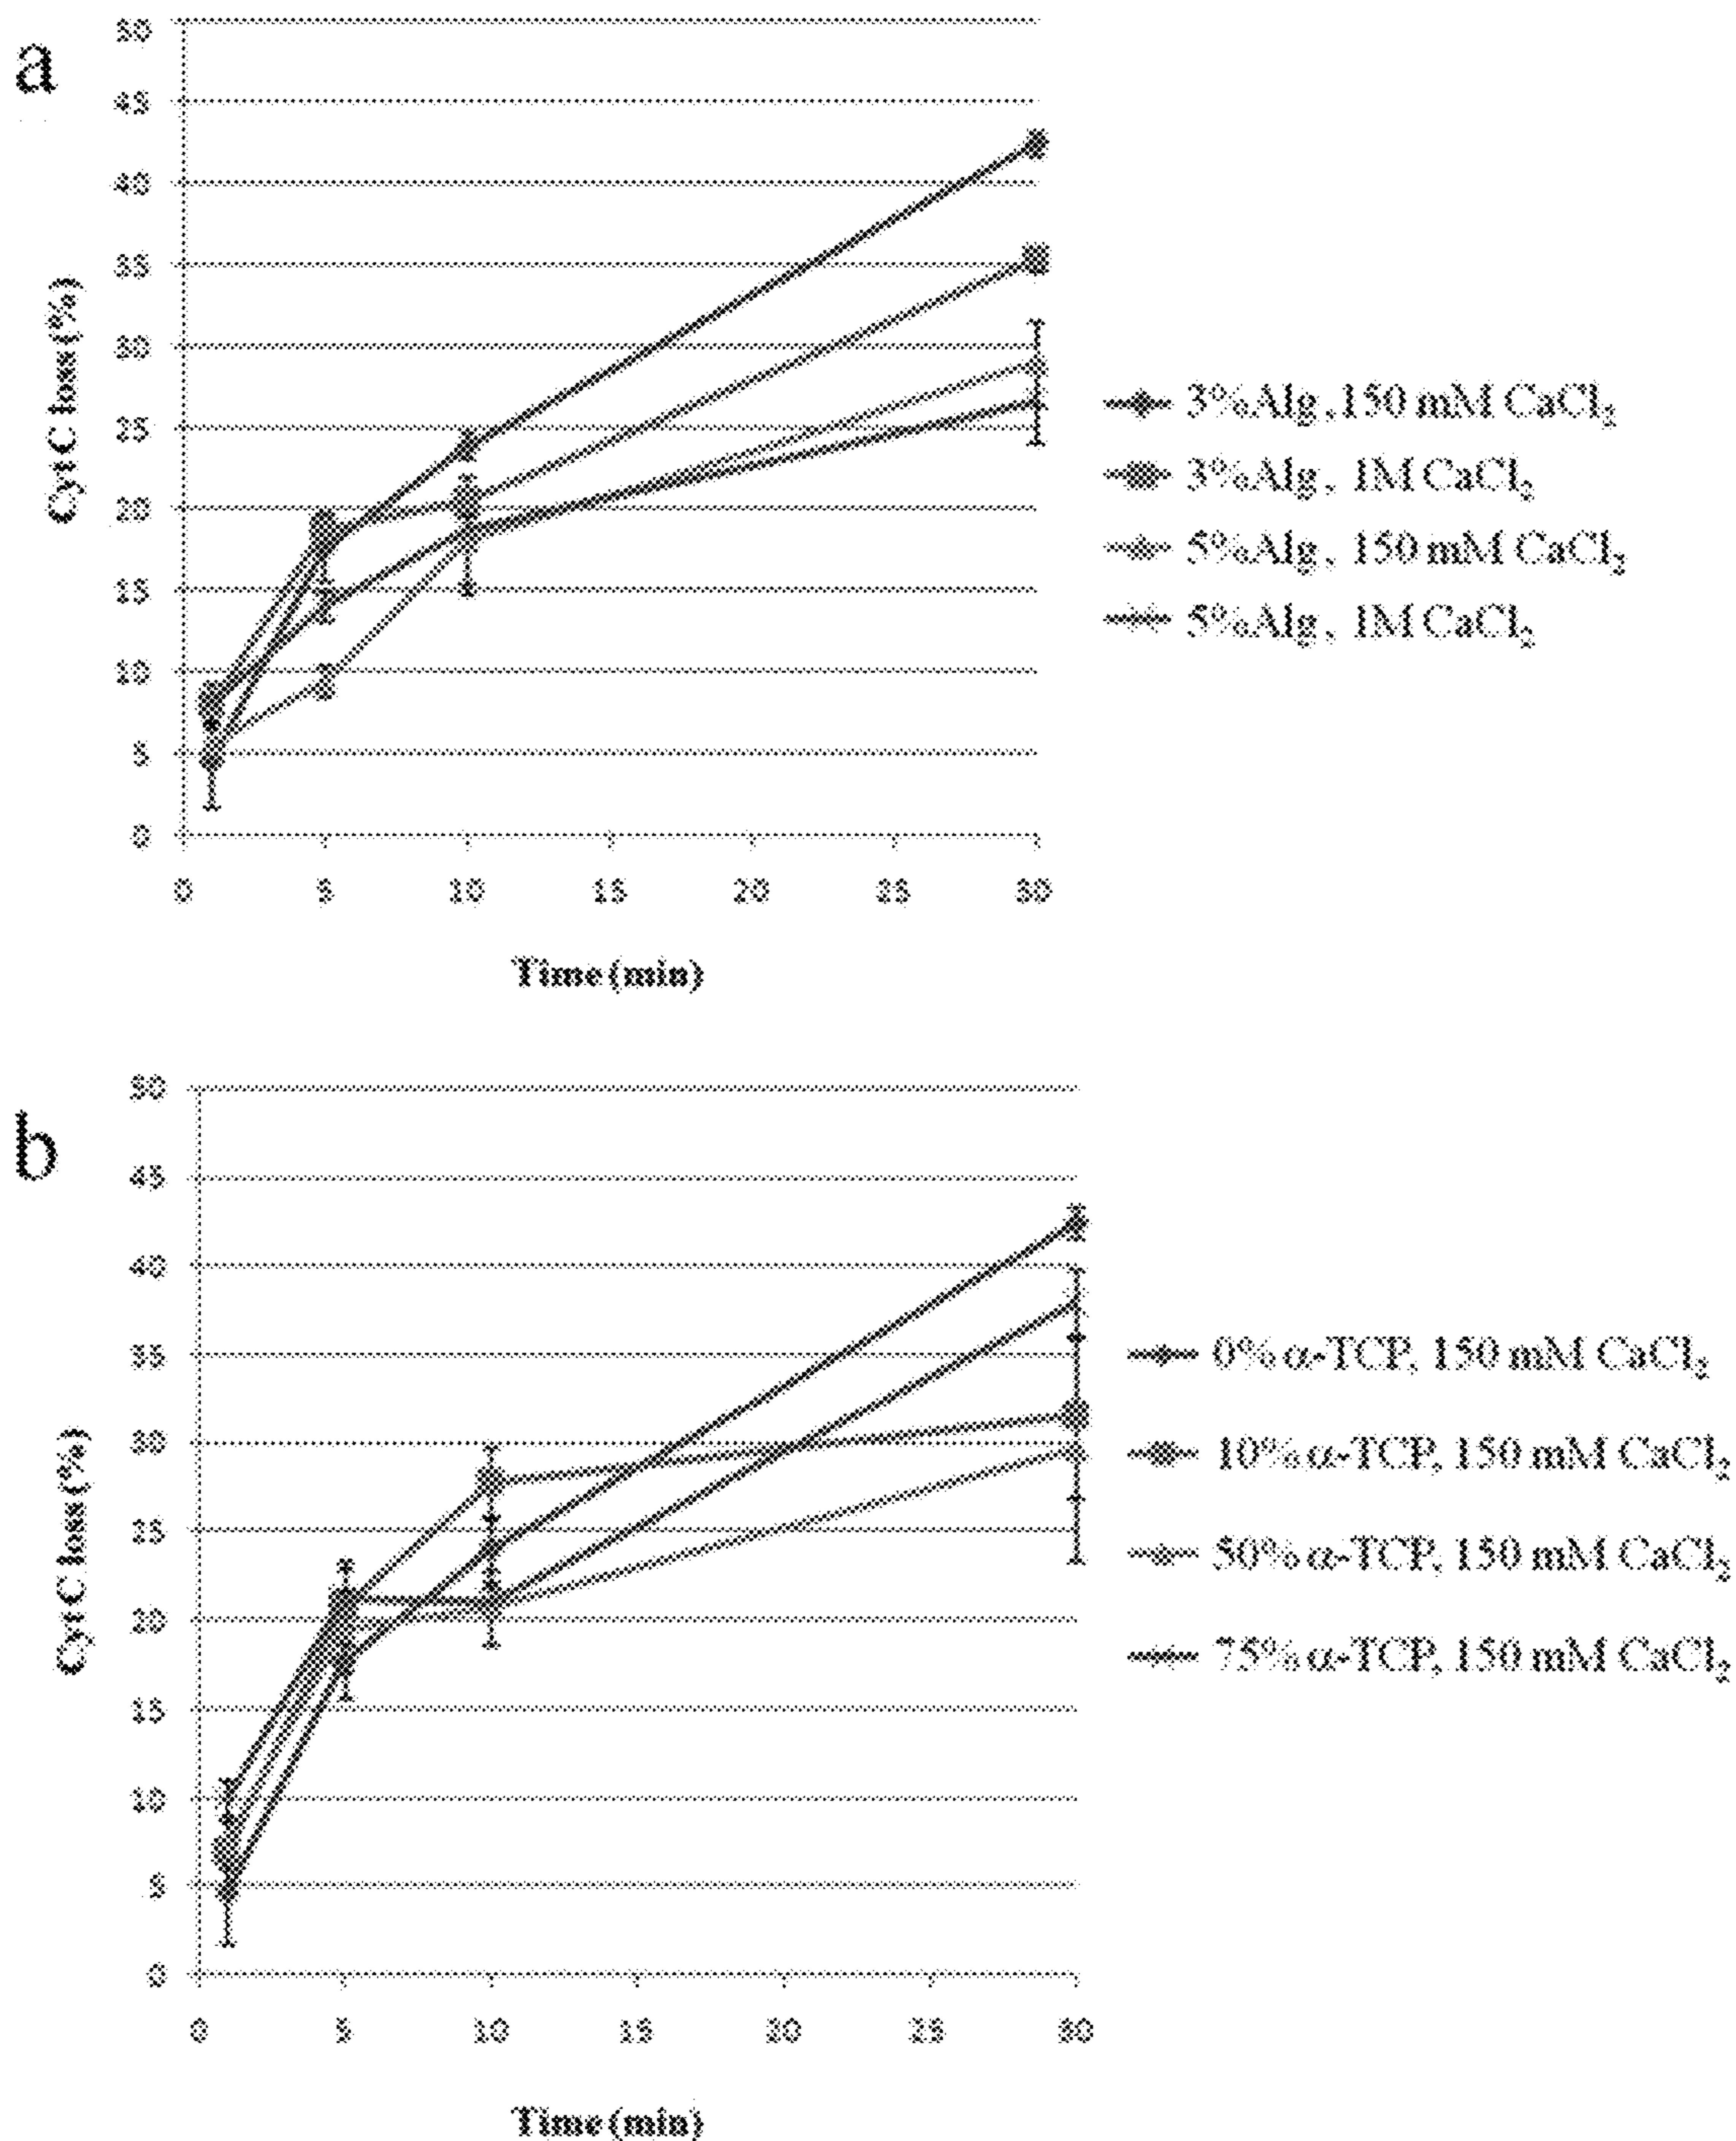 a
50
45
40
35
30
25
20
15
10
5
0
Cyt C loss (%)
0 5 10 15 20 25 30
Time (min)
3%Alg ,150 mM CaCl2
3%Alg , 1M CaCl2
5%Alg , 150 mM CaCl2
5%Alg , 1M CaCl2
b
50
45
40
35
30
25
20
15
10
5
0
Cyt C loss (%)
0 5 10 15 20 25 30
Time (min)
0% α-TCP, 150 mM CaCl2
10% α-TCP, 150 mM CaCl2
50% α-TCP, 150 mM CaCl2
75% α-TCP, 150 mM CaCl2